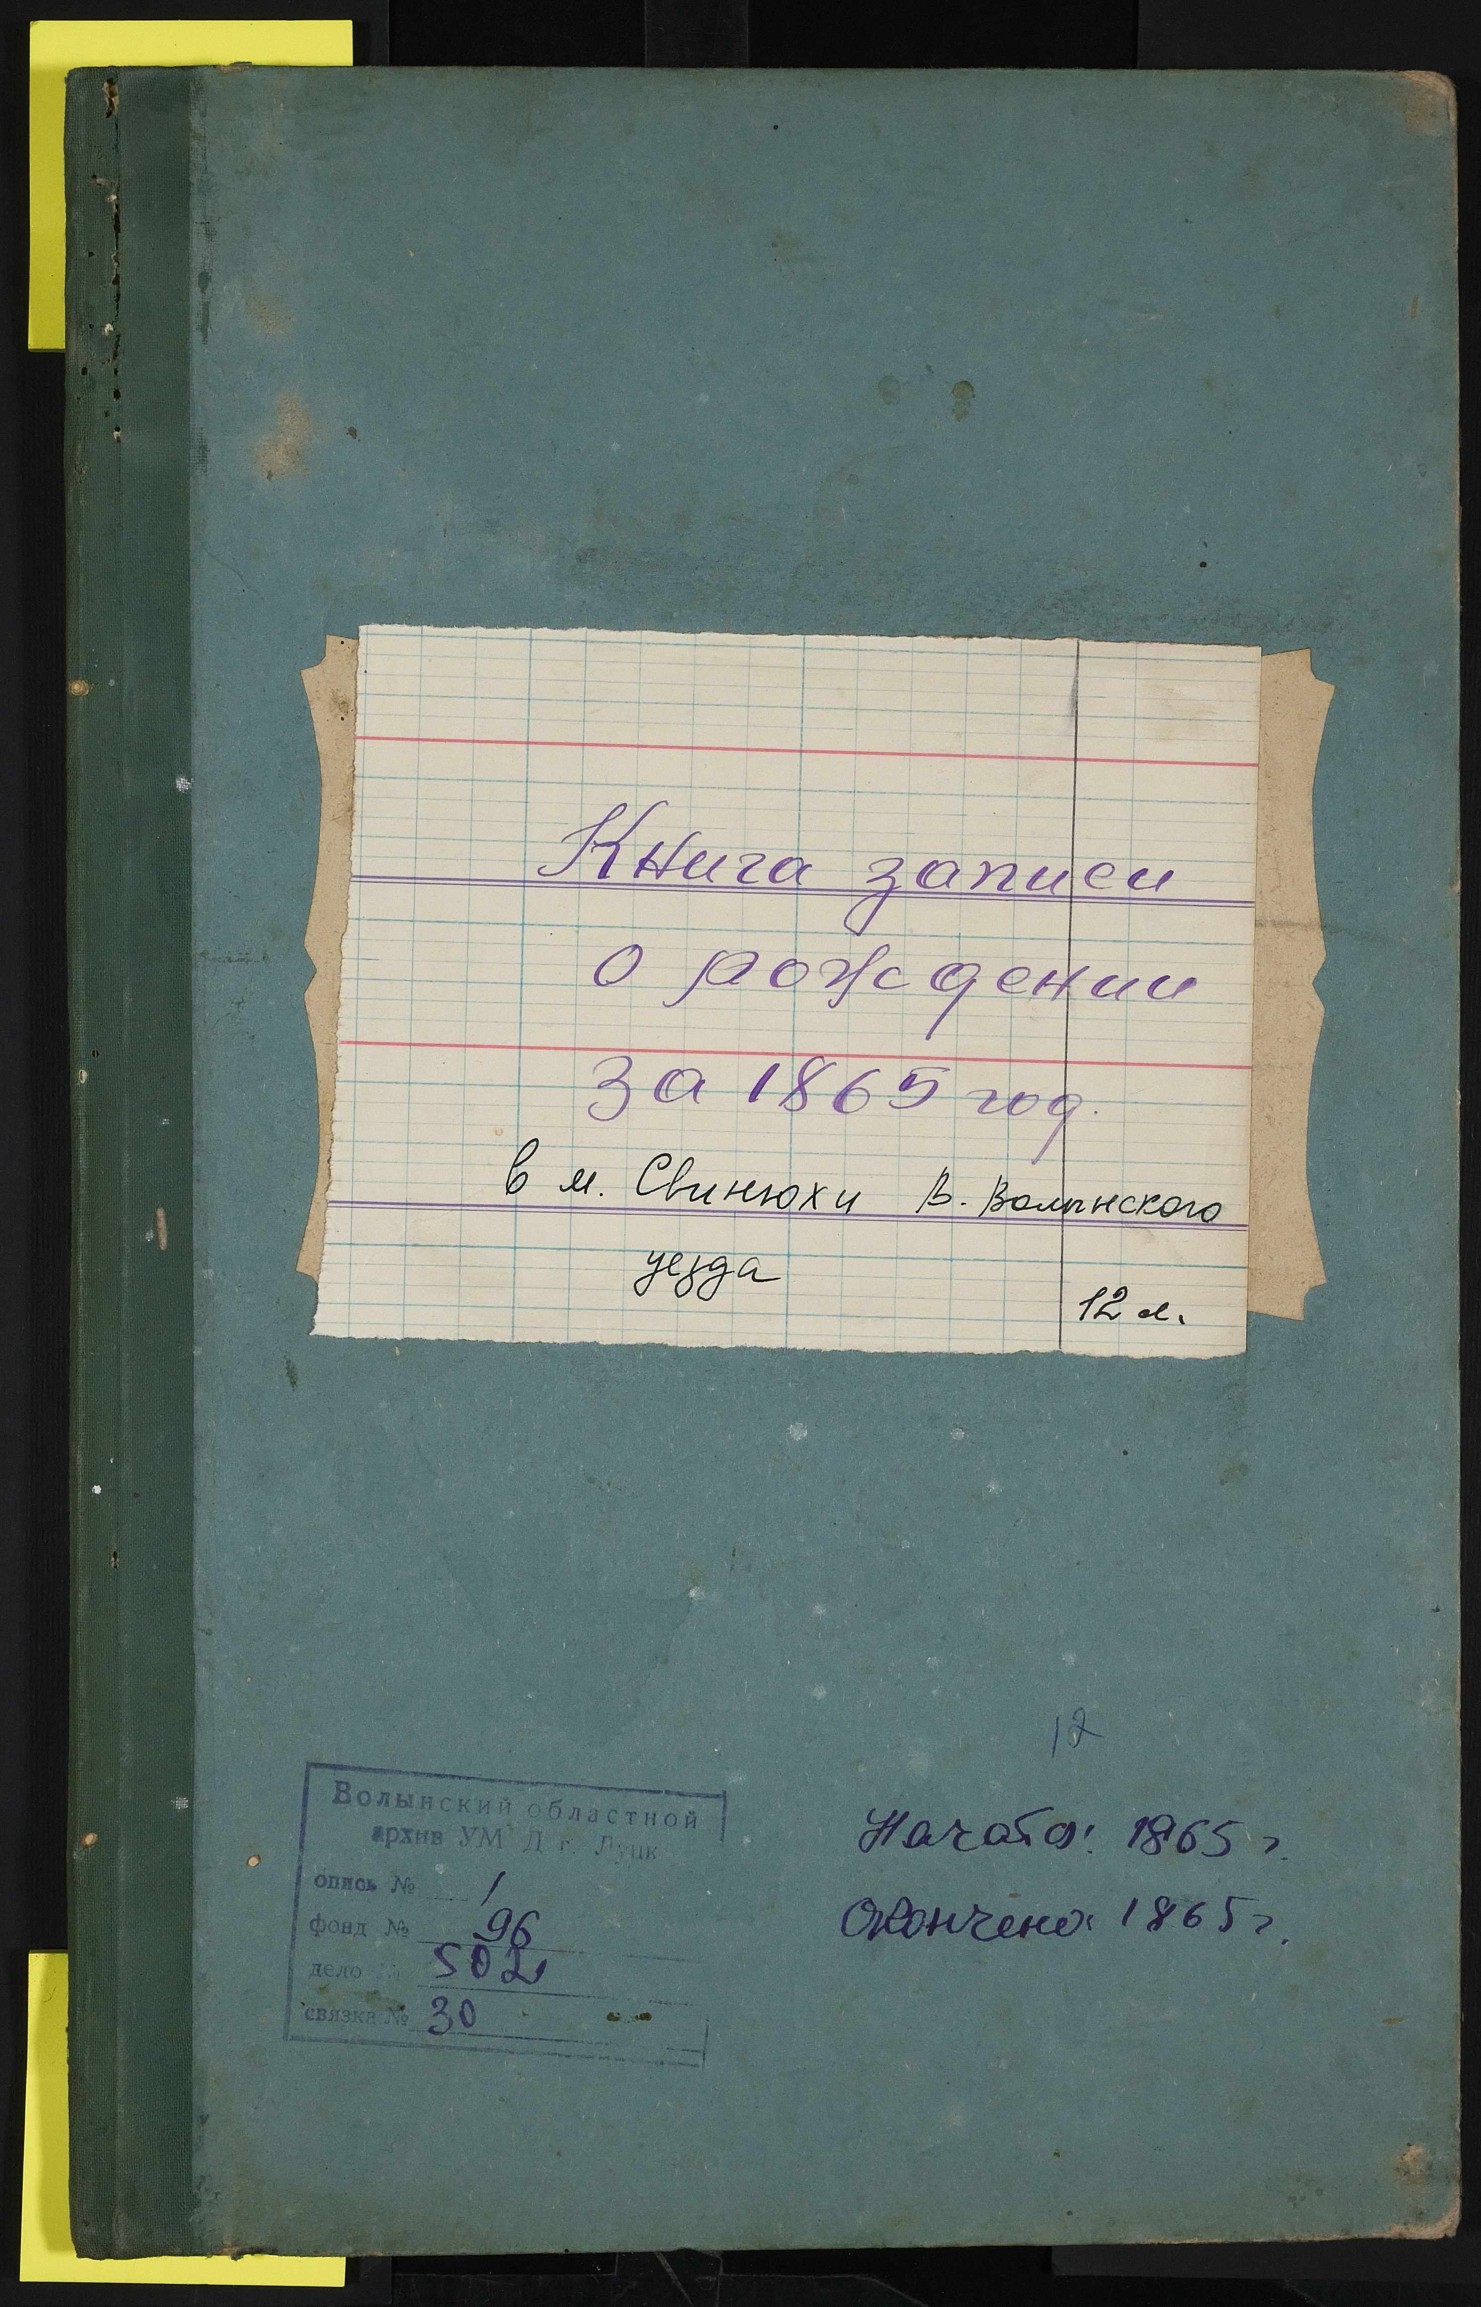 Книга записи
о рождении
за 1865 год.
в м. Свинюхи В. Волынского
уезда
12 л.
12
Волынский областной
архив УМ Д г. Луцк
опись № 1
фонд № 96
дело № 502
связка № 30
Начато: 1865 г.
Окончено: 1865 г.